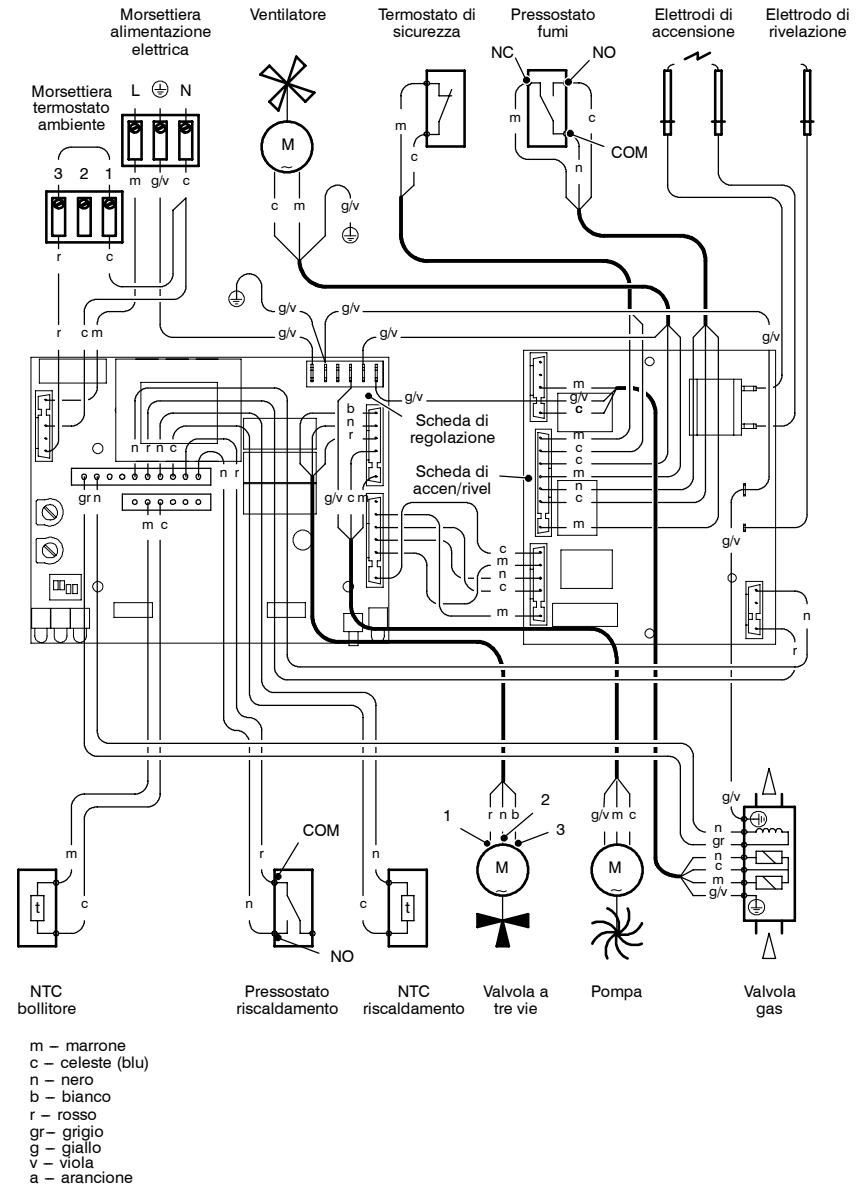 Morsettiera
alimentazione
elettrica
Ventilatore
Termostato di
sicurezza
Pressostato
fumi
Elettrodi di
accensione
Elettrodo di
rivelazione
NC
NO
Morsettiera
termostato
ambiente
L
N
M
~
m
c
m
c
n
COM
3 2 1
m g/v c
c m
g/v
r
c
r
c m
g/v
g/v
g/v
g/v
g/v
g/v
m
g/v
c
b
n
r
Scheda di
regolazione
Scheda di
accen/rivel
m
c
c
m
n
c
m
n r n c
n r
gr n
g/v c m
m c
g/v
c
m
n
c
m
n
r
g/v
1
2
3
r n b
g/v m c
n
gr
n
c
m
g/v
COM
NO
m
c
t
r
n
n
c
t
M
~
M
~
NTC
bollitore
Pressostato
riscaldamento
NTC
riscaldamento
Valvola a
tre vie
Pompa
Valvola
gas
m – marrone
c – celeste (blu)
n – nero
b – bianco
r – rosso
gr– grigio
g – giallo
v – viola
a – arancione